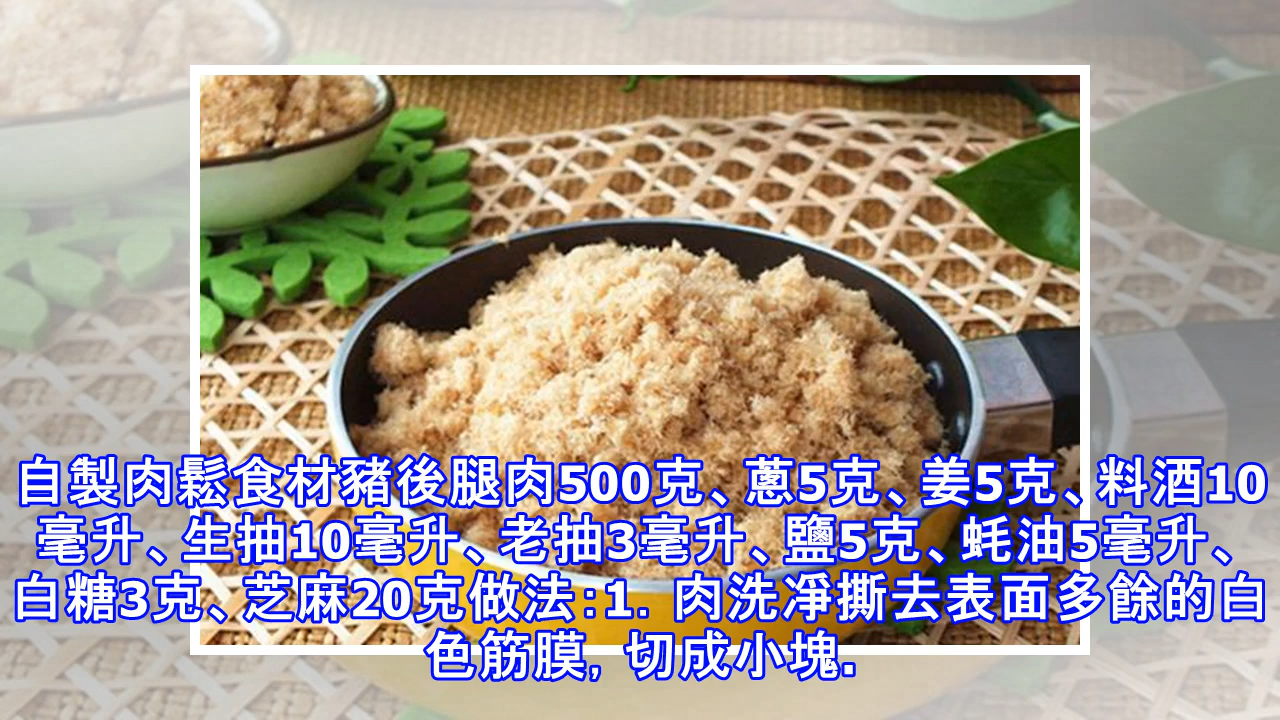 自製肉鬆食材豬後腿肉500克、蔥5克、姜5克、料酒10
毫升、生抽10毫升、老抽3毫升、鹽5克、蚝油5毫升、
白糖3克、芝麻20克做法:1. 肉洗凈撕去表面多餘的白
色筋膜, 切成小塊.